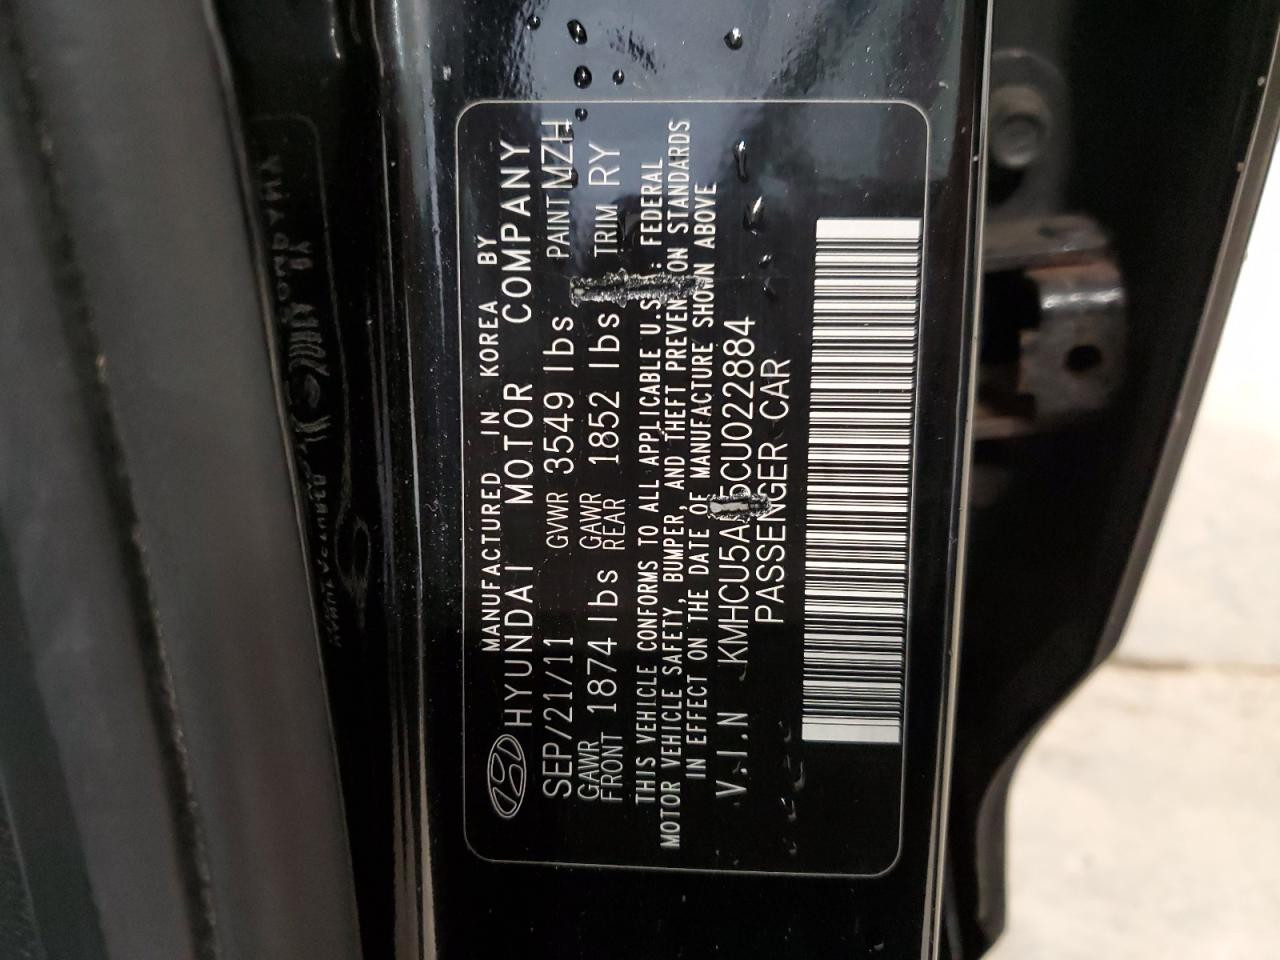 MANUFACTURED IN KOREA BY
HYUNDAI MOTOR COMPANY
SEP/21/11 GVWR 3549 lbs PAINT MZH
GAWR FRONT 1874 lbs GAWR REAR 1852 lbs TRIM RY
THIS VEHICLE CONFORMS TO ALL APPLICABLE U.S. FEDERAL
MOTOR VEHICLE SAFETY, BUMPER, AND THEFT PREVENTION STANDARDS
IN EFFECT ON THE DATE OF MANUFACTURE SHOWN ABOVE
V.I.N KMHCU5AE5CU022884
PASSENGER CAR